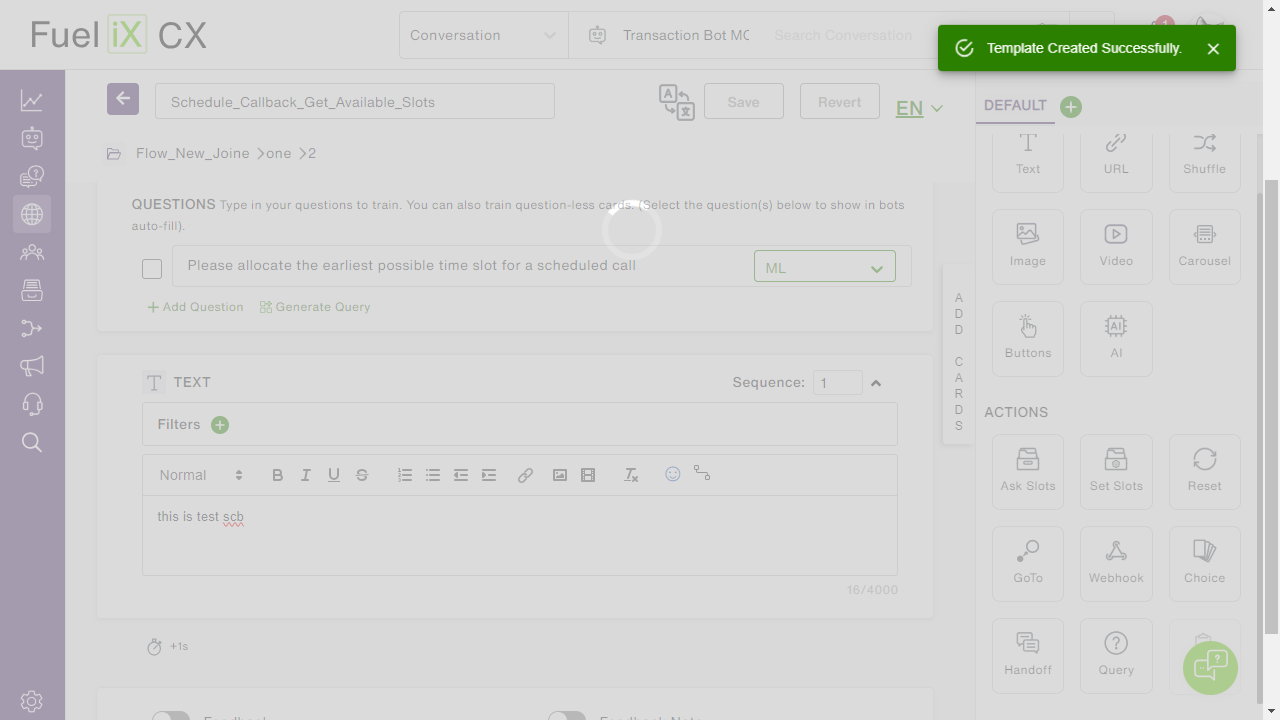 Fuel iX CX
Conversation
Transaction Bot MC
Search Conversation
1
Template Created Successfully.
Schedule_Callback_Get_Available_Slots
Save
Revert
EN
DEFAULT
Flow_New_Joine >one >2
QUESTIONS Type in your questions to train. You can also train question-less cards. (Select the question(s) below to show in bots
auto-fill).
Please allocate the earliest possible time slot for a scheduled call
ML
+ Add Question
Generate Query
TEXT
Sequence: 1
Filters
Normal
B I U S
this is test scb
16/4000
+1s
Feedback
Feedback Note
ADD CARDS
Text
URL
Shuffle
Image
Video
Carousel
Buttons
AI
AI
ACTIONS
Ask Slots
Set Slots
Reset
GoTo
Webhook
Choice
Handoff
Query